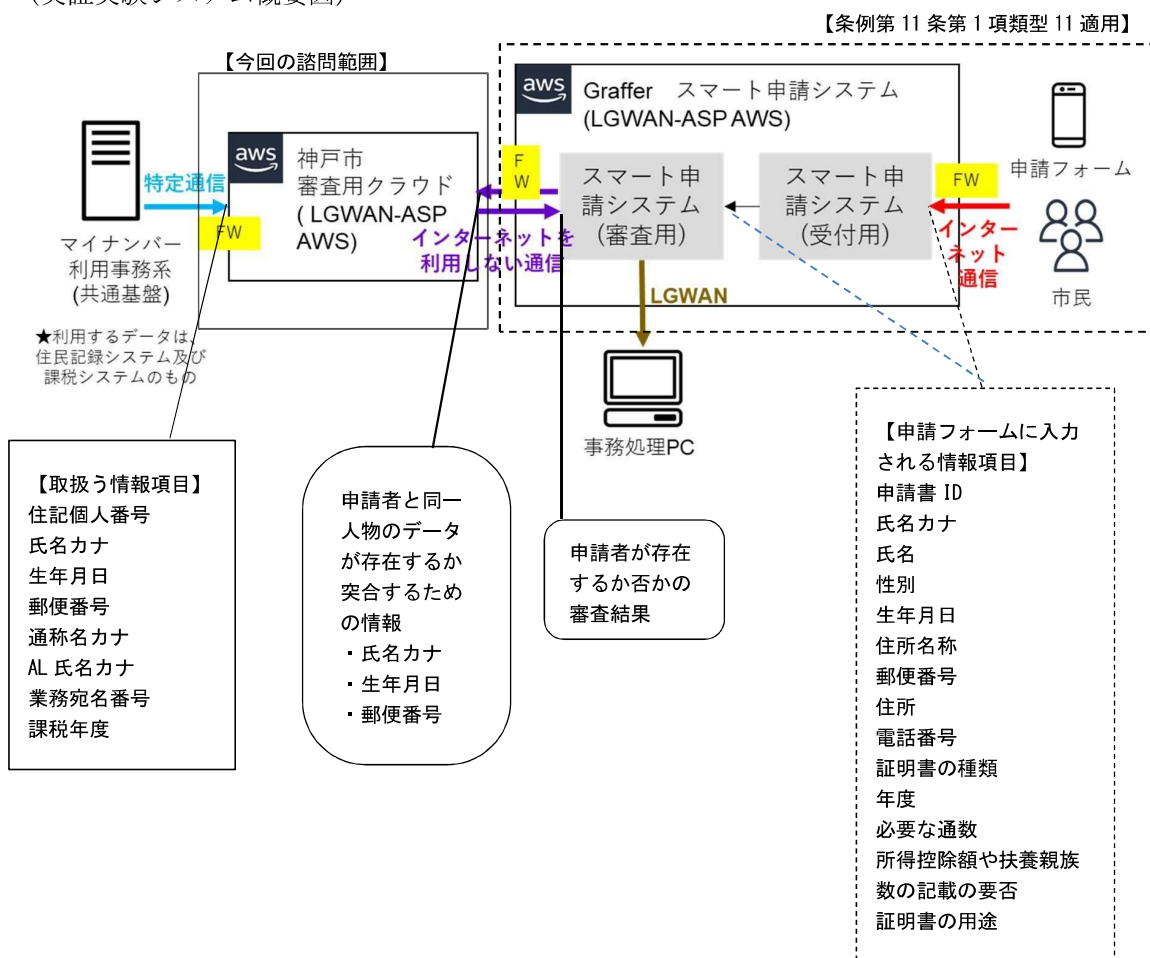 【条例第 11 条第 1 項類型 11 適用】
【今回の諮問範囲】
aws
Graffer スマート申請システム
(LGWAN-ASP AWS)
aws
神戸市
審査用クラウド
( LGWAN-ASP
AWS)
特定通信
FW
マイナンバー
利用事務系
(共通基盤)
★利用するデータは、
住民記録システム及び
課税システムのもの
F
W
インターネットを
利用しない通信
スマート申
請システム
(審査用)
スマート申
請システム
(受付用)
FW
インター
ネット
通信
申請フォーム
市民
LGWAN
事務処理PC
【取扱う情報項目】
住記個人番号
氏名カナ
生年月日
郵便番号
通称名カナ
AL 氏名カナ
業務宛名番号
課税年度
申請者と同一
人物のデータ
が存在するか
突合するため
の情報
・氏名カナ
・生年月日
・郵便番号
申請者が存在
するか否かの
審査結果
【申請フォームに入力
される情報項目】
申請書 ID
氏名カナ
氏名
性別
生年月日
住所名称
郵便番号
住所
電話番号
証明書の種類
年度
必要な通数
所得控除額や扶養親族
数の記載の要否
証明書の用途